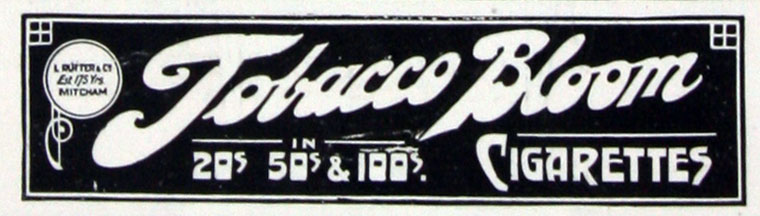 L. RUTTER & Co
Est 175 Yrs.
MITCHAM
Tobacco Bloom
IN
20s 50s & 100s.
CIGARETTES